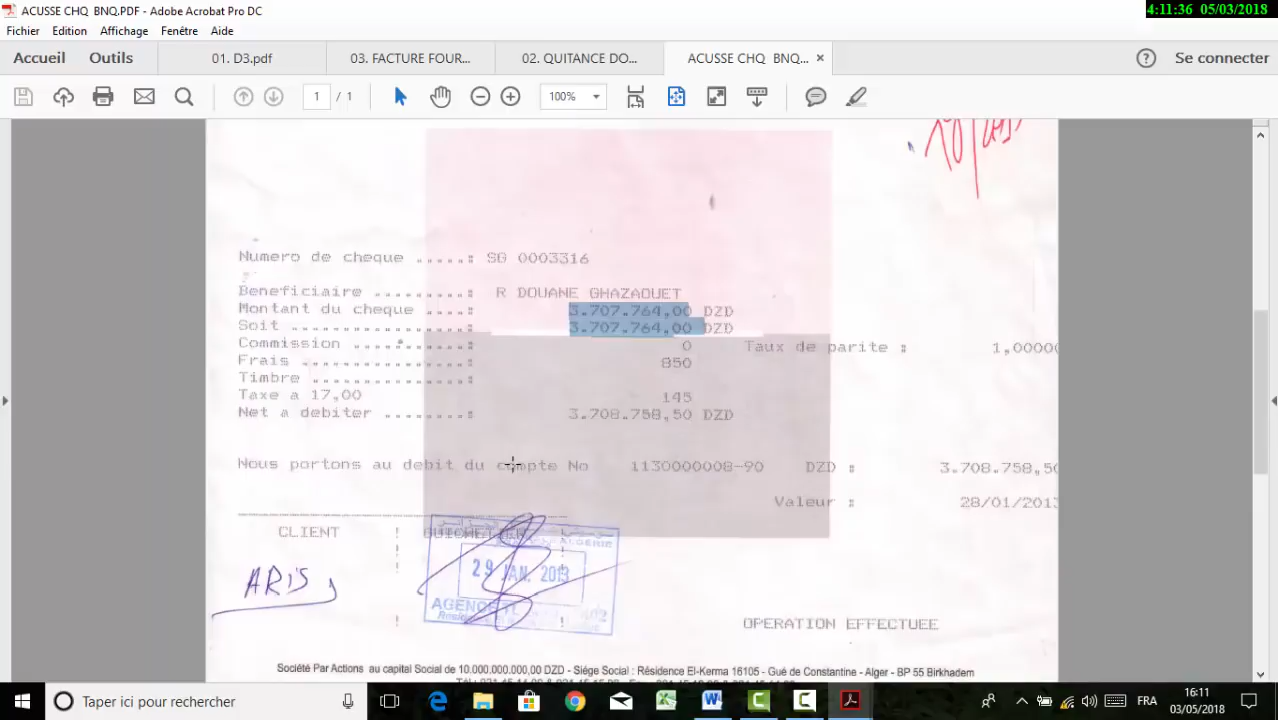 ACUSSE CHQ BNQ.PDF - Adobe Acrobat Pro DC
4:11:36 05/03/2018
Fichier Edition Affichage Fenêtre Aide
Accueil Outils 01. D3.pdf 03. FACTURE FOUR... 02. QUITANCE DO... ACUSSE CHQ BNQ... × Se connecter
1 / 1 100%
Numero de cheque .....: SG 0003316
Beneficiaire .........: R DOUANE GHAZAOUET
Montant du cheque ....: 3.707.764,00 DZD
Soit .................: 3.707.764,00 DZD
Commission ...........: 0 Taux de parite : 1,0000
Frais ................: 850
Timbre ...............:
Taxe a 17,00 145
Net a debiter ........: 3.708.758,50 DZD
Nous portons au debit du compte No 1130000008-90 DZD : 3.708.758,50
Valeur : 28/01/2013
CLIENT ! GUICHETIER !
ARIS
29 JAN. 2013
AGENCE
OPERATION EFFECTUEE
Société Par Actions au capital Social de 10.000.000.000,00 DZD - Siége Social : Résidence El-Kerma 16105 - Gué de Constantine - Alger - BP 55 Birkhadem
Taper ici pour rechercher
FRA
16:11
03/05/2018